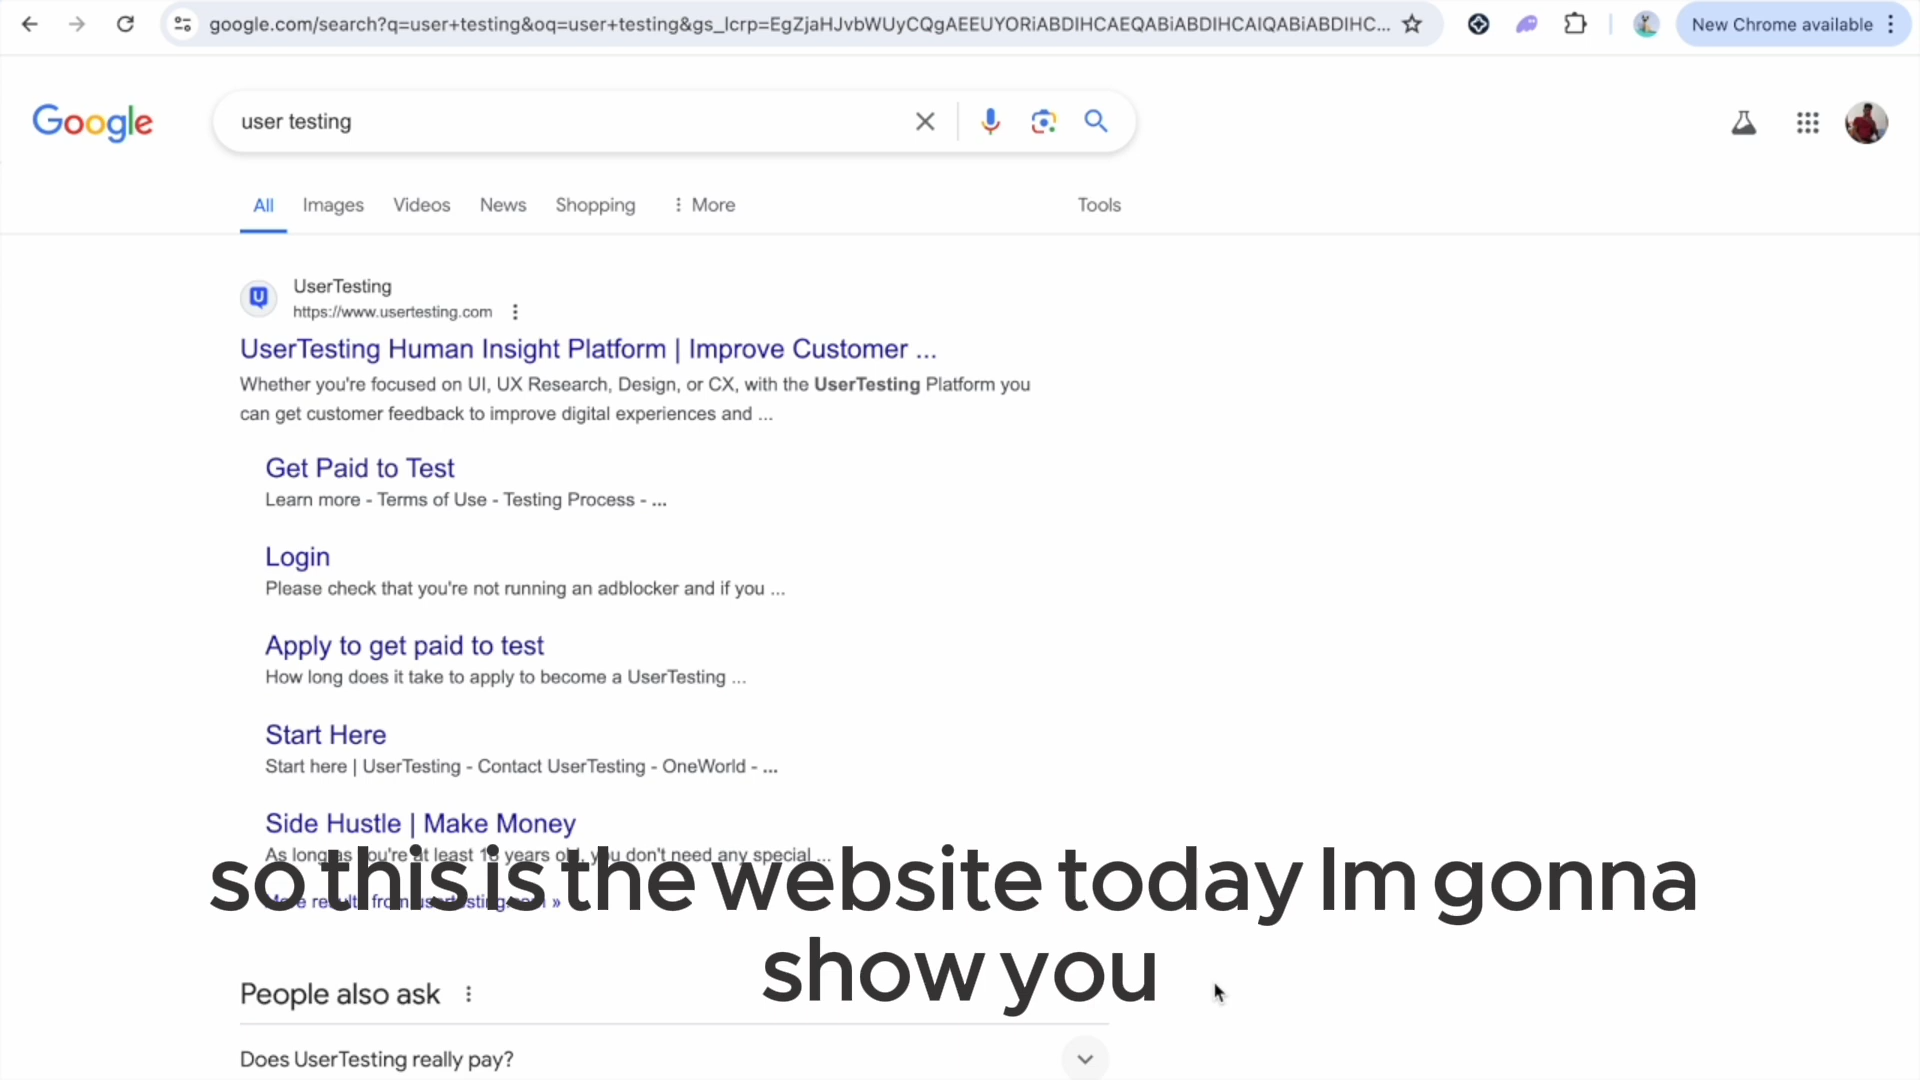 google.com/search?q=user+testing&oq=user+testing&gs_lcrp=EgZjaHJvbWUyCQgAEEUYORiABDIHCAEQABiABDIHCAIQABiABDIHC...
New Chrome available
Google
user testing
All Images Videos News Shopping More Tools
UserTesting
https://www.usertesting.com
UserTesting Human Insight Platform | Improve Customer ...
Whether you're focused on UI, UX Research, Design, or CX, with the UserTesting Platform you
can get customer feedback to improve digital experiences and ...
Get Paid to Test
Learn more - Terms of Use - Testing Process - ...
Login
Please check that you're not running an adblocker and if you ...
Apply to get paid to test
How long does it take to apply to become a UserTesting ...
Start Here
Start here | UserTesting - Contact UserTesting - OneWorld - ...
Side Hustle | Make Money
As long as you're at least 18 years old, you don't need any special ...
More results from usertesting.com »
so this is the website today Im gonna
show you
People also ask
Does UserTesting really pay?